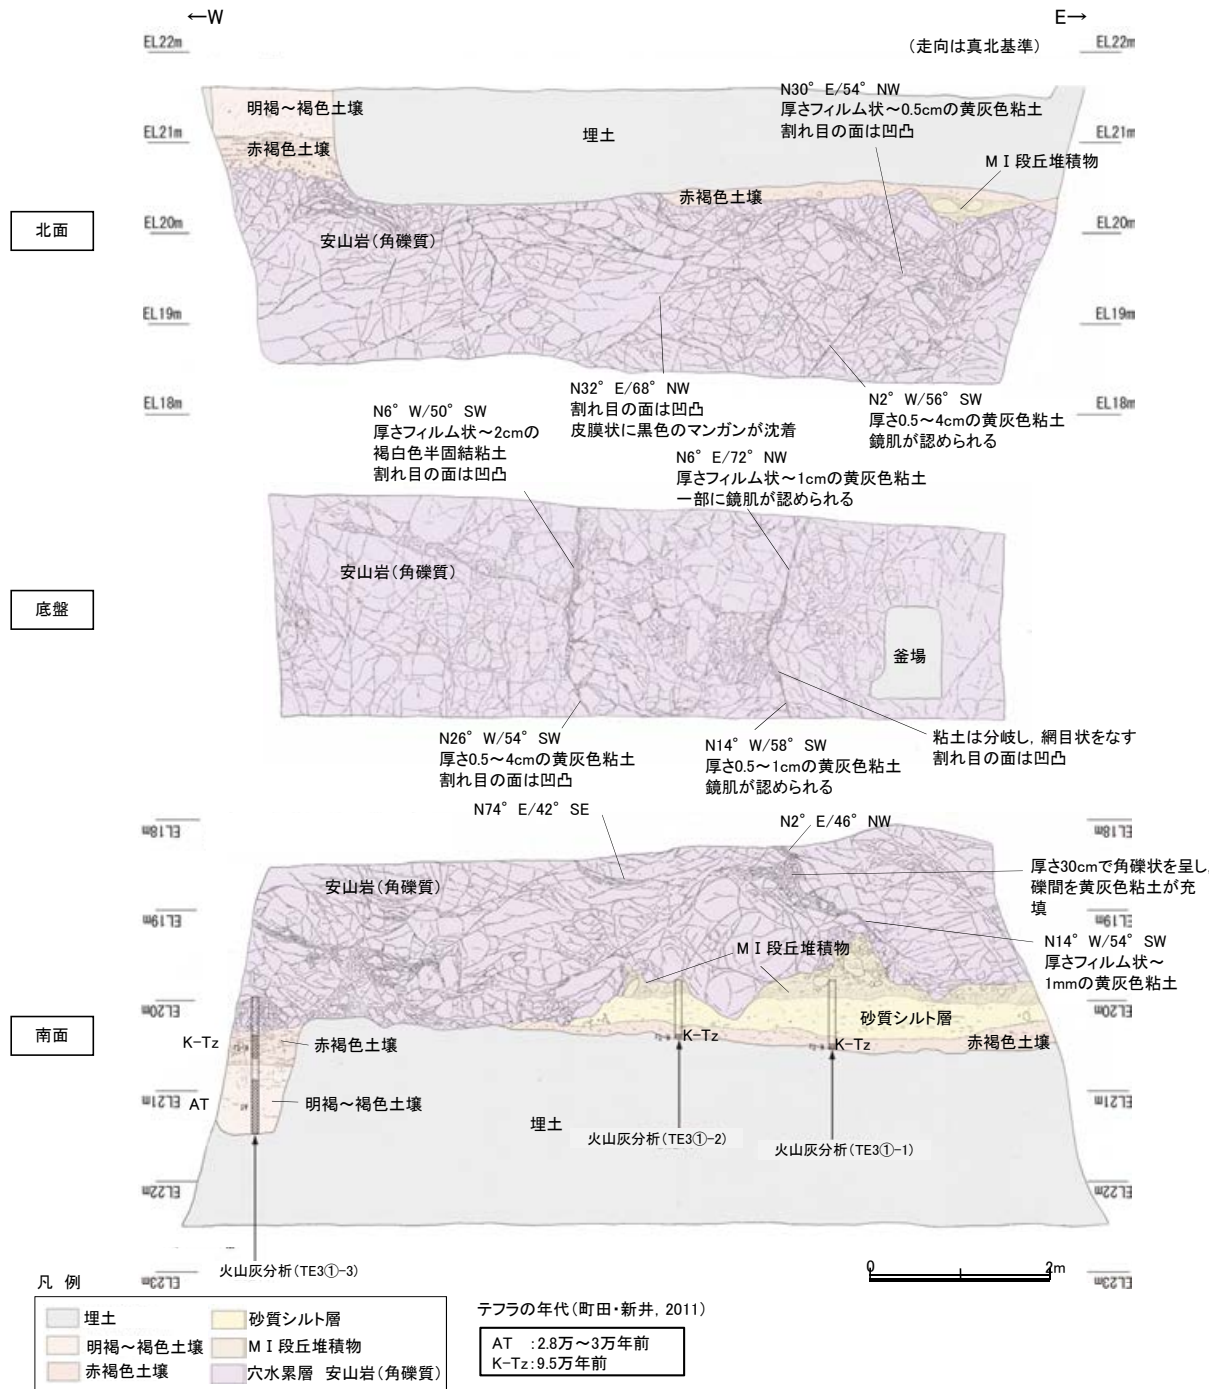 ←W
E→
(走向は真北基準)
EL22m
EL22m
EL21m
EL21m
EL20m
EL20m
EL19m
EL19m
EL18m
EL18m
北面
明褐～褐色土壌
赤褐色土壌
埋土
N30°E/54°NW
厚さフィルム状～0.5cmの黄灰色粘土
割れ目の面は凹凸
MⅠ段丘堆積物
赤褐色土壌
安山岩(角礫質)
N32°E/68°NW
割れ目の面は凹凸
皮膜状に黒色のマンガンが沈着
N2°W/56°SW
厚さ0.5～4cmの黄灰色粘土
鏡肌が認められる
N6°W/50°SW
厚さフィルム状～2cmの
褐白色半固結粘土
割れ目の面は凹凸
N6°E/72°NW
厚さフィルム状～1cmの黄灰色粘土
一部に鏡肌が認められる
底盤
安山岩(角礫質)
釜場
N26°W/54°SW
厚さ0.5～4cmの黄灰色粘土
割れ目の面は凹凸
N14°W/58°SW
厚さ0.5～1cmの黄灰色粘土
鏡肌が認められる
粘土は分岐し,網目状をなす
割れ目の面は凹凸
N74°E/42°SE
N2°E/46°NW
EL18m
EL18m
EL19m
EL19m
EL20m
EL20m
EL21m
EL21m
EL22m
EL22m
EL23m
EL23m
南面
安山岩(角礫質)
厚さ30cmで角礫状を呈し,
礫間を黄灰色粘土が充
填
N14°W/54°SW
厚さフィルム状～
1mmの黄灰色粘土
MⅠ段丘堆積物
砂質シルト層
赤褐色土壌
K-Tz
K-Tz
K-Tz
赤褐色土壌
AT
明褐～褐色土壌
埋土
火山灰分析(TE3①-2)
火山灰分析(TE3①-1)
火山灰分析(TE3①-3)
0 2m
凡 例
埋土
明褐～褐色土壌
赤褐色土壌
砂質シルト層
MⅠ段丘堆積物
穴水累層 安山岩(角礫質)
テフラの年代(町田・新井, 2011)
AT :2.8万～3万年前
K-Tz:9.5万年前